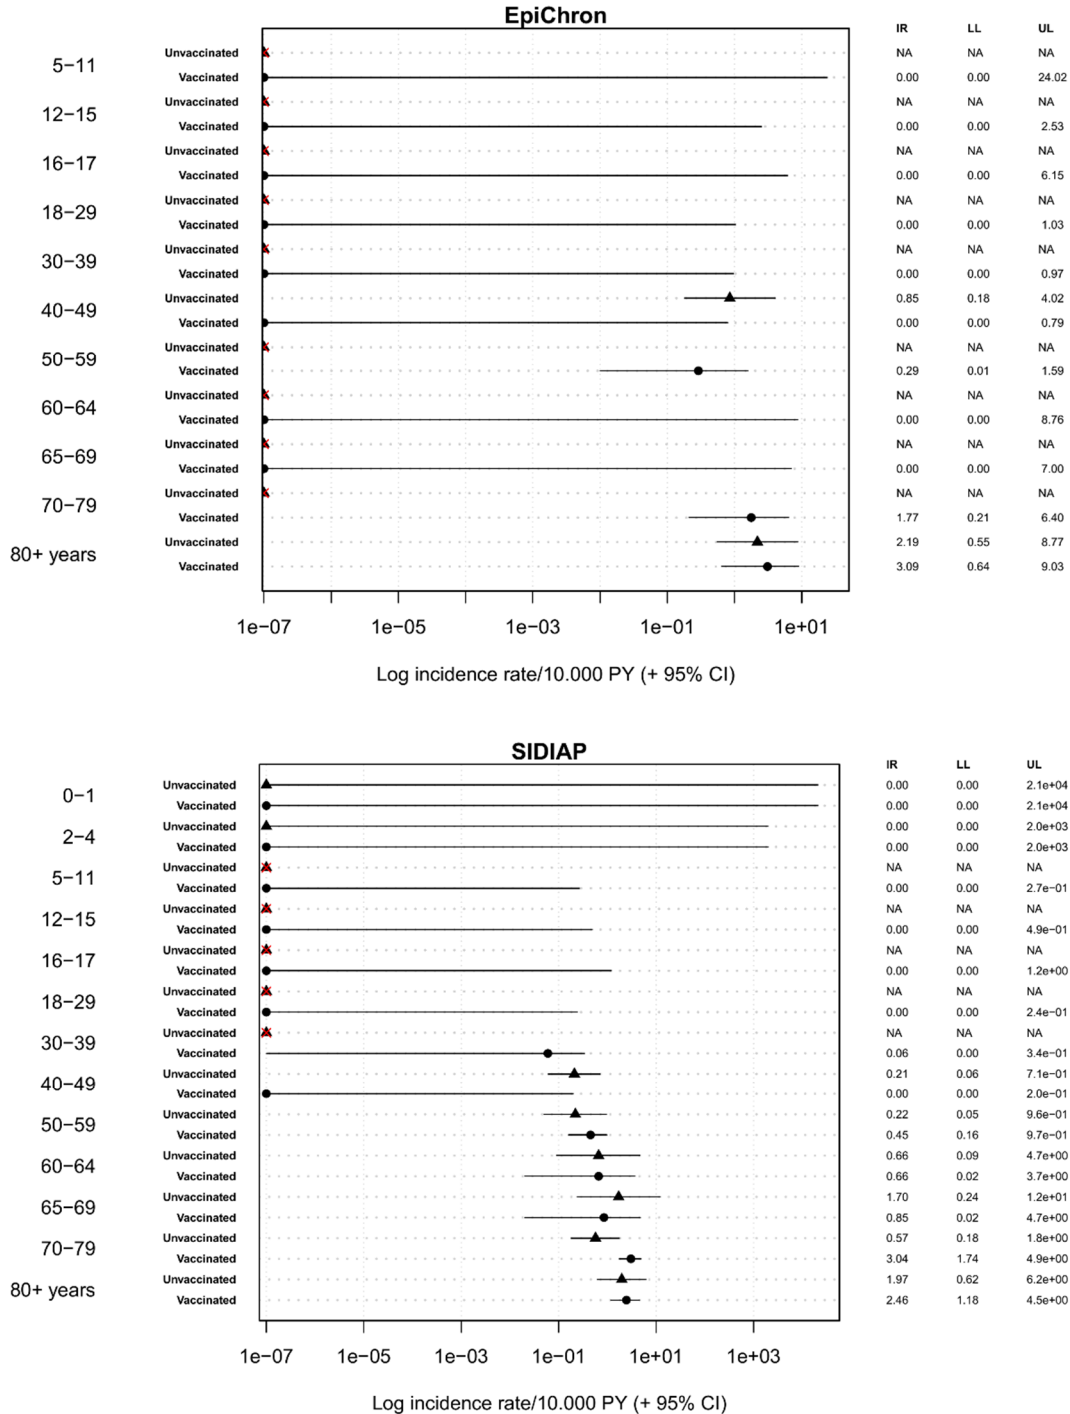 EpiChron
IR LL UL
Unvaccinated NA NA NA
5−11
Vaccinated 0.00 0.00 24.02
Unvaccinated NA NA NA
12−15
Vaccinated 0.00 0.00 2.53
Unvaccinated NA NA NA
16−17
Vaccinated 0.00 0.00 6.15
Unvaccinated NA NA NA
18−29
Vaccinated 0.00 0.00 1.03
Unvaccinated NA NA NA
30−39
Vaccinated 0.00 0.00 0.97
Unvaccinated 0.85 0.18 4.02
40−49
Vaccinated 0.00 0.00 0.79
Unvaccinated NA NA NA
50−59
Vaccinated 0.29 0.01 1.59
Unvaccinated NA NA NA
60−64
Vaccinated 0.00 0.00 8.76
Unvaccinated NA NA NA
65−69
Vaccinated 0.00 0.00 7.00
Unvaccinated NA NA NA
70−79
Vaccinated 1.77 0.21 6.40
Unvaccinated 2.19 0.55 8.77
80+ years
Vaccinated 3.09 0.64 9.03
1e−07 1e−05 1e−03 1e−01 1e+01
Log incidence rate/10.000 PY (+ 95% CI)
SIDIAP
IR LL UL
Unvaccinated 0.00 0.00 2.1e+04
0−1
Vaccinated 0.00 0.00 2.1e+04
Unvaccinated 0.00 0.00 2.0e+03
2−4
Vaccinated 0.00 0.00 2.0e+03
Unvaccinated NA NA NA
5−11
Vaccinated 0.00 0.00 2.7e−01
Unvaccinated NA NA NA
12−15
Vaccinated 0.00 0.00 4.9e−01
Unvaccinated NA NA NA
16−17
Vaccinated 0.00 0.00 1.2e+00
Unvaccinated NA NA NA
18−29
Vaccinated 0.00 0.00 2.4e−01
Unvaccinated NA NA NA
30−39
Vaccinated 0.06 0.00 3.4e−01
Unvaccinated 0.21 0.06 7.1e−01
40−49
Vaccinated 0.00 0.00 2.0e−01
Unvaccinated 0.22 0.05 9.6e−01
50−59
Vaccinated 0.45 0.16 9.7e−01
Unvaccinated 0.66 0.09 4.7e+00
60−64
Vaccinated 0.66 0.02 3.7e+00
Unvaccinated 1.70 0.24 1.2e+01
65−69
Vaccinated 0.85 0.02 4.7e+00
Unvaccinated 0.57 0.18 1.8e+00
70−79
Vaccinated 3.04 1.74 4.9e+00
Unvaccinated 1.97 0.62 6.2e+00
80+ years
Vaccinated 2.46 1.18 4.5e+00
1e−07 1e−05 1e−03 1e−01 1e+01 1e+03
Log incidence rate/10.000 PY (+ 95% CI)